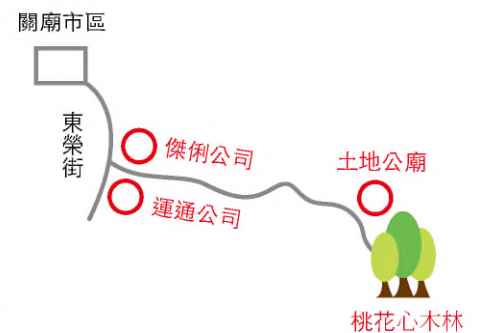 關廟市區
東榮街
傑俐公司
運通公司
土地公廟
桃花心木林